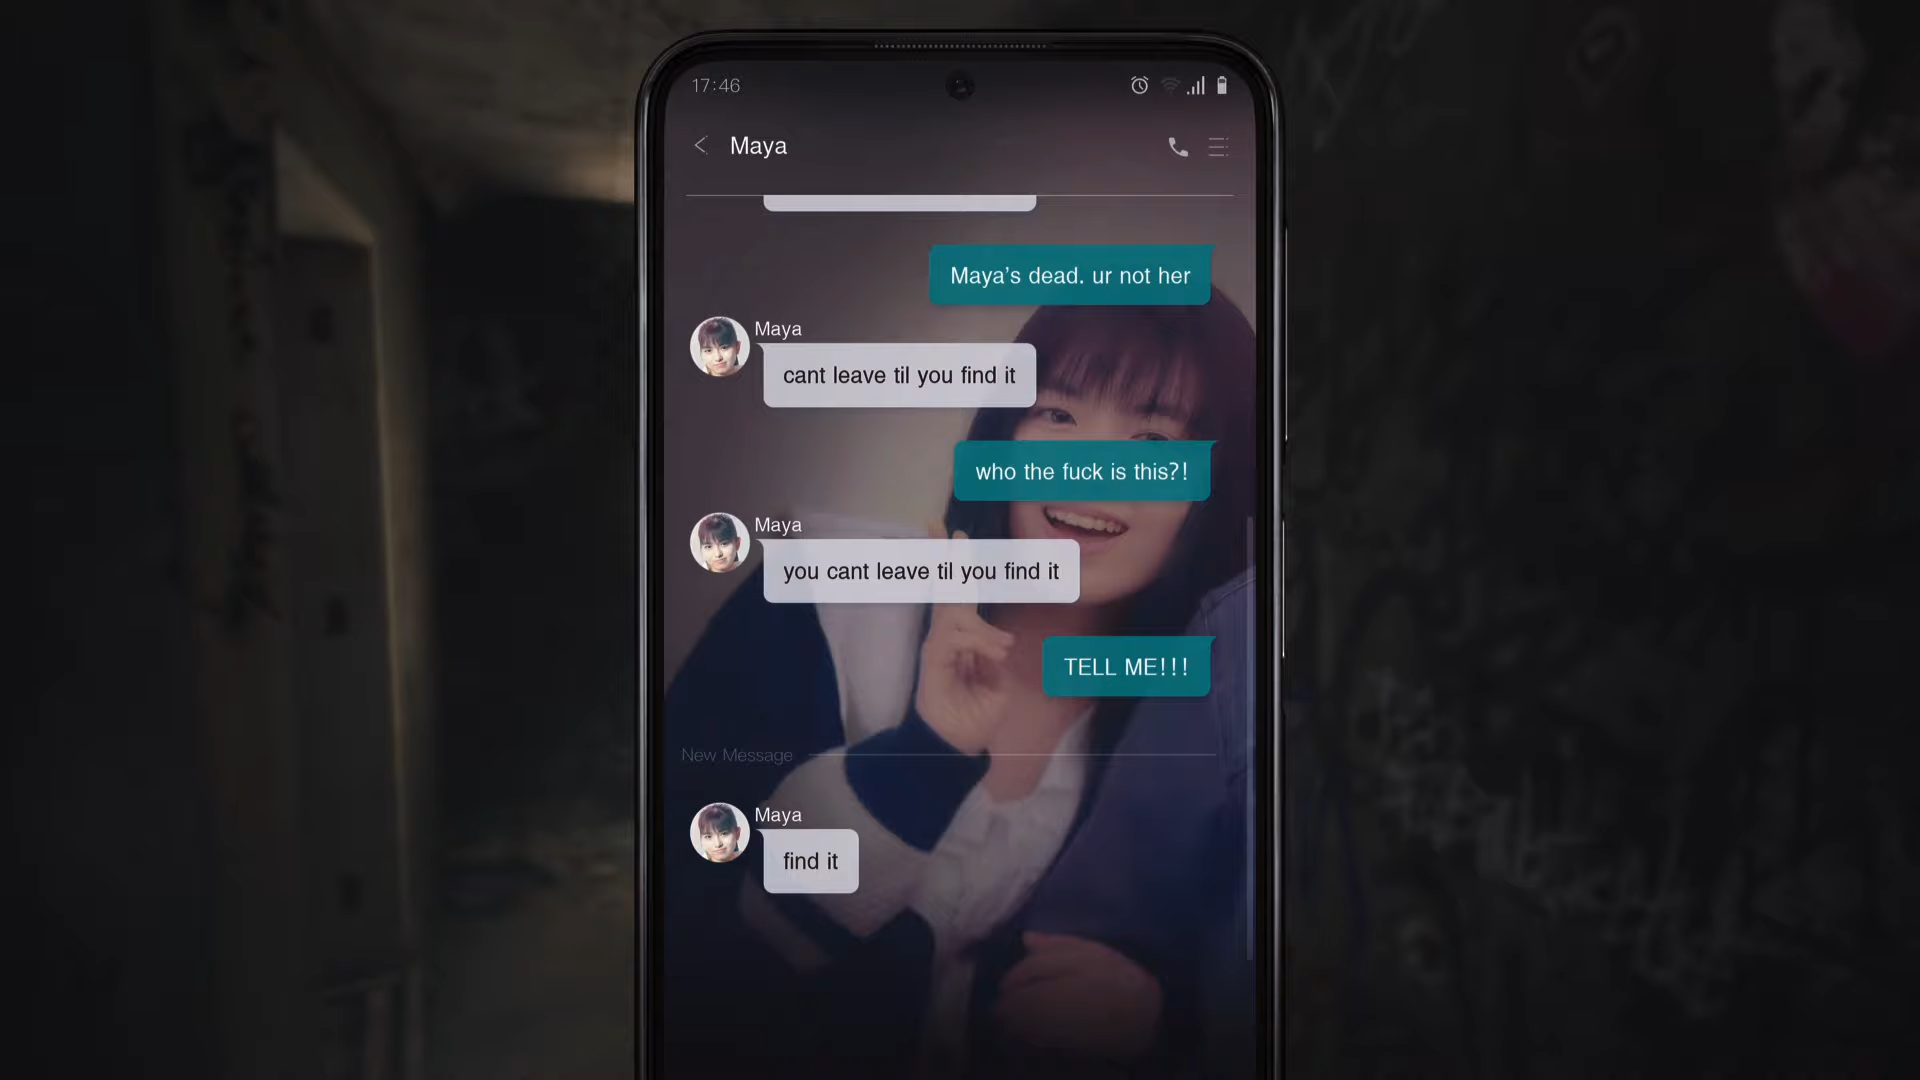 17:46
Maya
Maya’s dead. ur not her
Maya
cant leave til you find it
who the fuck is this?!
Maya
you cant leave til you find it
TELL ME!!!
New Message
Maya
find it